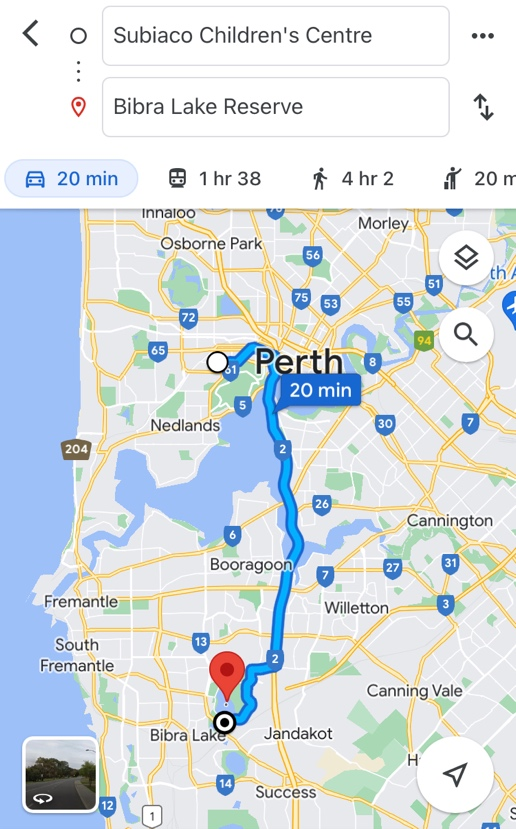 Subiaco Children's Centre
Bibra Lake Reserve
20 min
1 hr 38
4 hr 2
20 m
Innaloo
Morley
Osborne Park
56
51
75
53
55
72
94
65
61
Perth
8
20 min
5
Nedlands
30
7
204
2
26
Cannington
6
Booragoon
7
27
31
Fremantle
Willetton
3
South
Fremantle
13
2
Canning Vale
Bibra Lake
Jandakot
14
Success
12
1